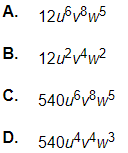 A. 12u⁶v⁸w⁵
B. 12u²v⁴w²
C. 540u⁶v⁸w⁵
D. 540u⁴v⁴w³